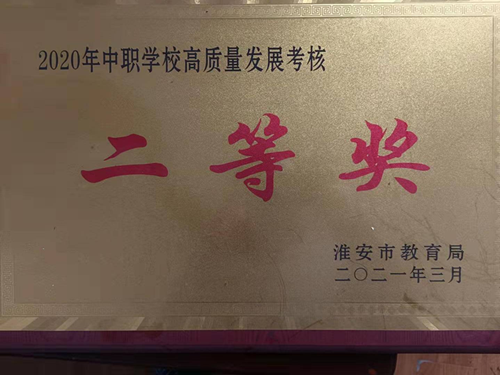 2020年中职学校高质量发展考核
二等奖
淮安市教育局
二〇二一年三月